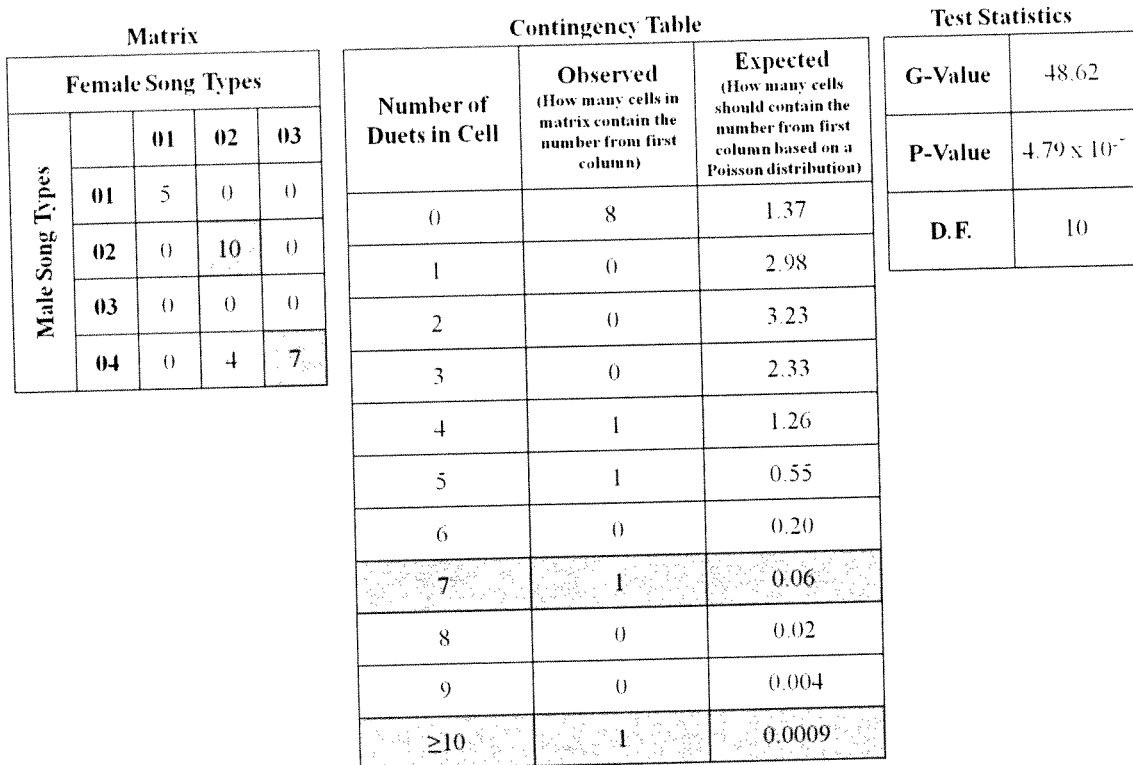 Matrix
Female Song Types
Male Song Types
01 02 03
01 5 0 0
02 0 10 0
03 0 0 0
04 0 4 7
Contingency Table
Number of
Duets in Cell
Observed
(How many cells in
matrix contain the
number from first
column)
Expected
(How many cells
should contain the
number from first
column based on a
Poisson distribution)
0 8 1.37
1 0 2.98
2 0 3.23
3 0 2.33
4 1 1.26
5 1 0.55
6 0 0.20
7 1 0.06
8 0 0.02
9 0 0.004
≥10 1 0.0009
Test Statistics
G-Value 48.62
P-Value 4.79 x 10
D.F. 10